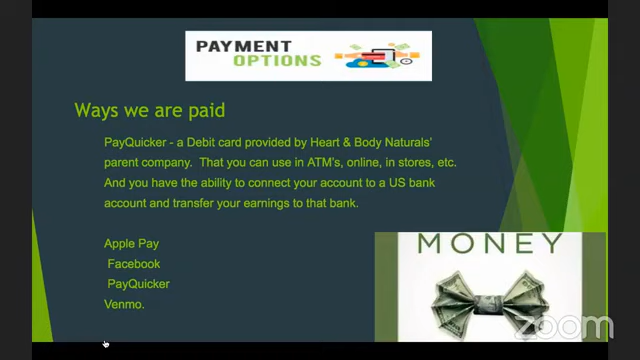 PAYMENT
OPTIONS
Ways we are paid
PayQuicker - a Debit card provided by Heart & Body Naturals'
parent company. That you can use in ATM's, online, in stores, etc.
And you have the ability to connect your account to a US bank
account and transfer your earnings to that bank.
Apple Pay
Facebook
PayQuicker
Venmo.
MONEY
zoom